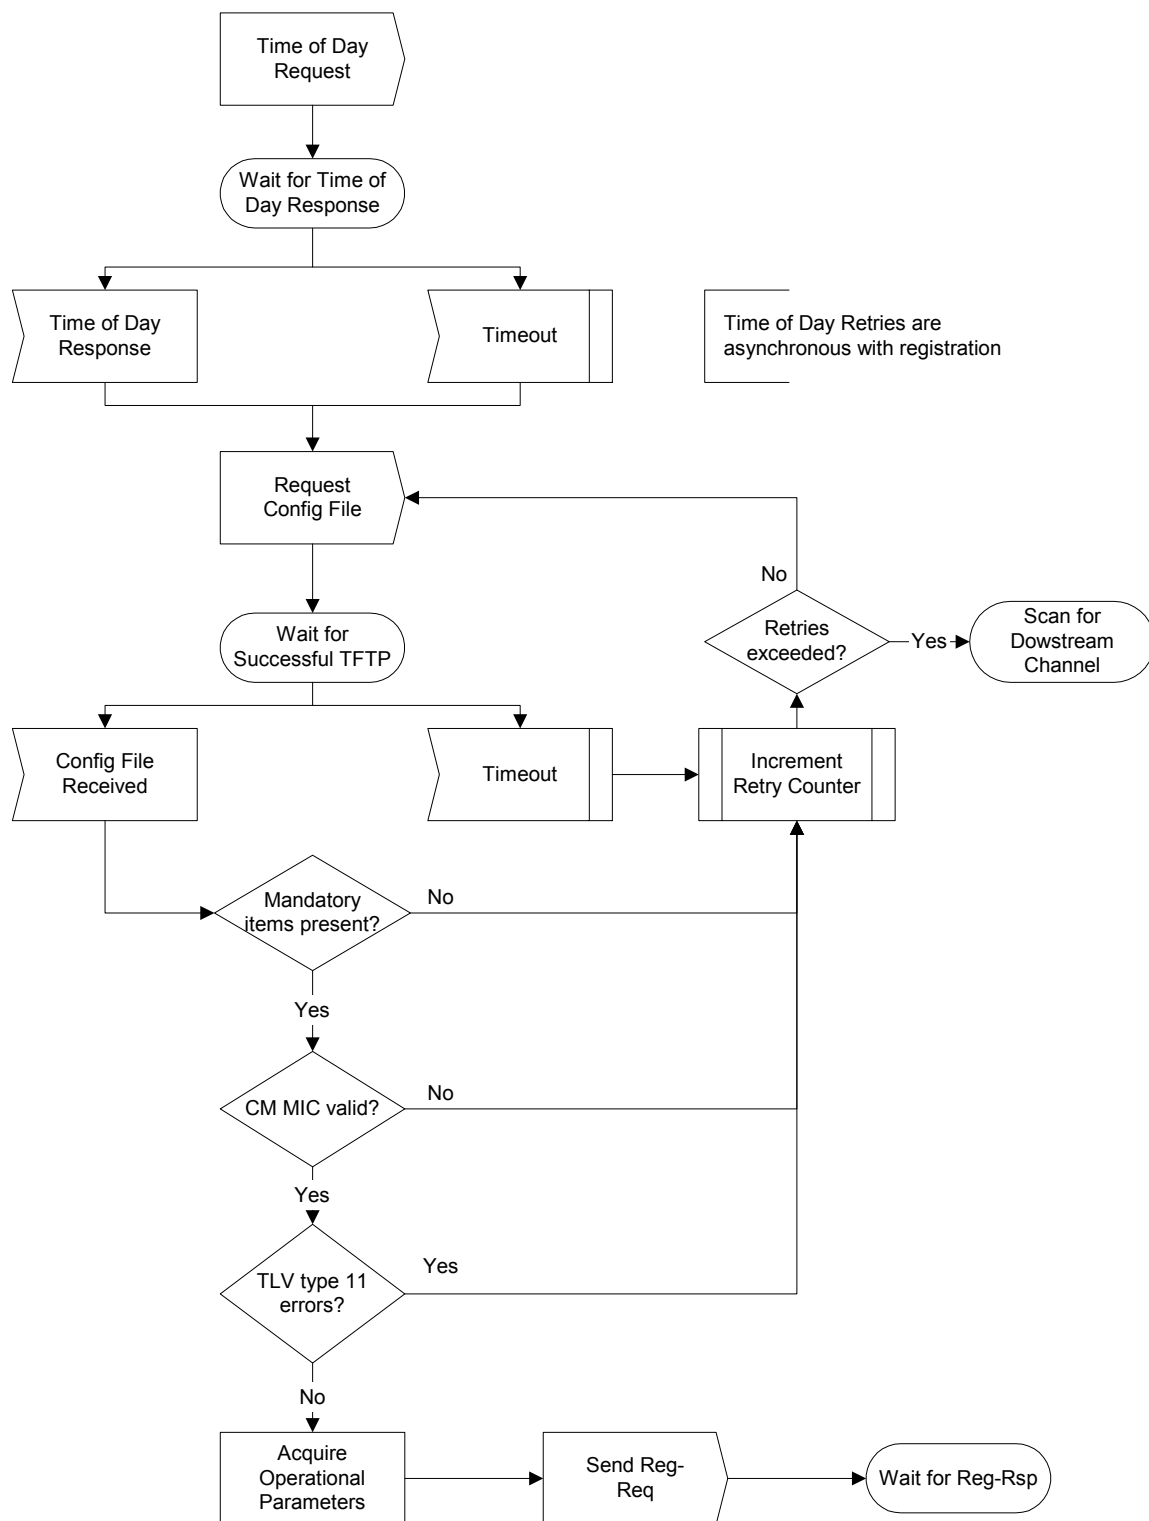 Time of Day
Request
Wait for Time of
Day Response
Time of Day
Response
Timeout
Time of Day Retries are
asynchronous with registration
Request
Config File
No
Wait for
Successful TFTP
Retries
exceeded?
Yes
Scan for
Dowstream
Channel
Config File
Received
Timeout
Increment
Retry Counter
Mandatory
items present?
No
Yes
CM MIC valid?
No
Yes
TLV type 11
errors?
Yes
No
Acquire
Operational
Parameters
Send Reg-
Req
Wait for Reg-Rsp